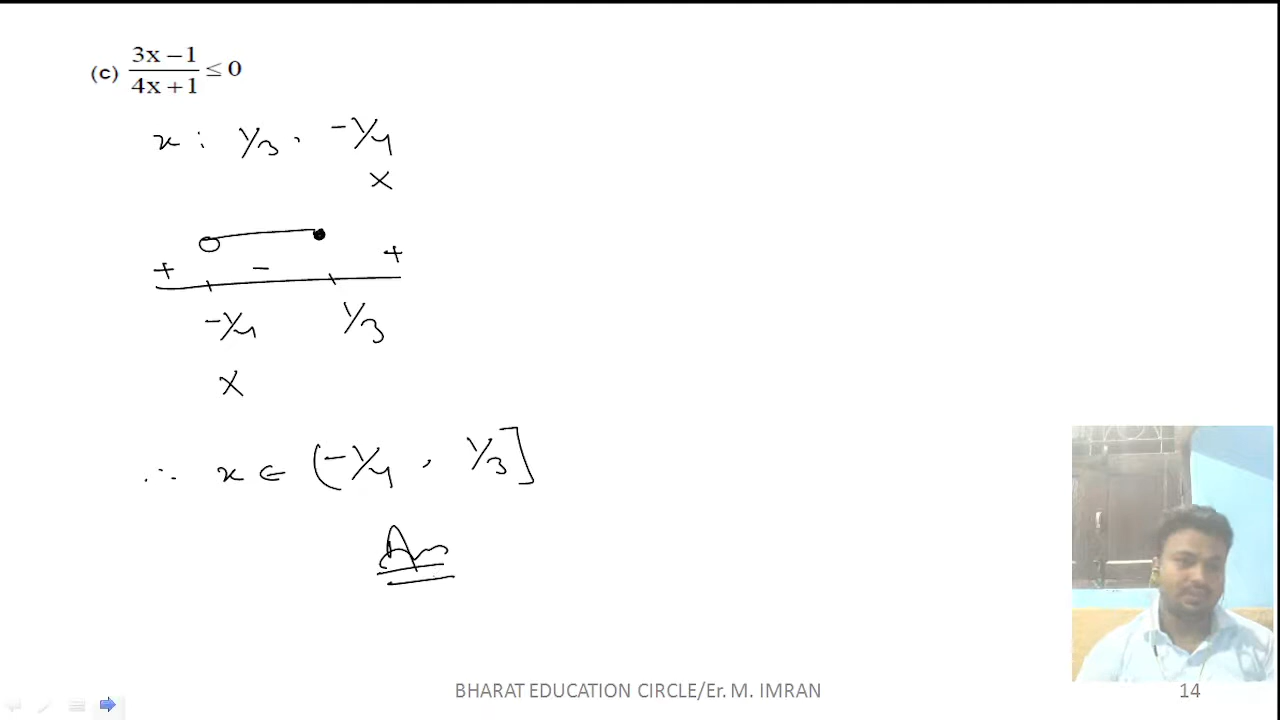 (c) (3x − 1)/(4x + 1) ≤ 0
x : 1/3 , -1/4
x
+ − +
-1/4 1/3
x
∴ x ∈ (-1/4 , 1/3]
Ans
BHARAT EDUCATION CIRCLE/Er. M. IMRAN 14